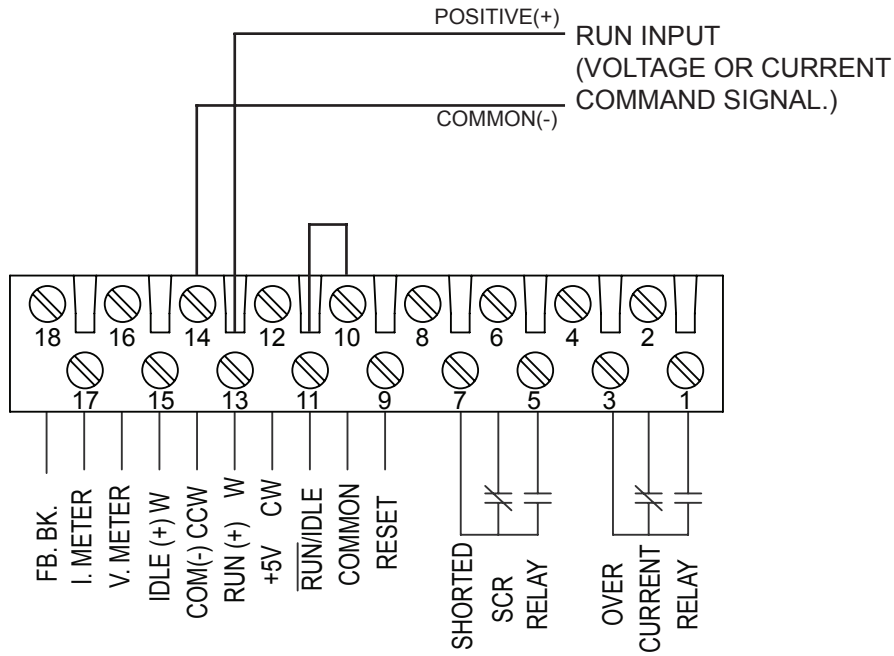 POSITIVE(+)
RUN INPUT
(VOLTAGE OR CURRENT
COMMAND SIGNAL.)
COMMON(-)
18 16 14 12 10 8 6 4 2
17 15 13 11 9 7 5 3 1
FB. BK.
I. METER
V. METER
IDLE (+) W
COM(-) CCW
RUN (+) W
+5V CW
RUN/IDLE
COMMON
RESET
SHORTED
SCR
RELAY
OVER
CURRENT
RELAY